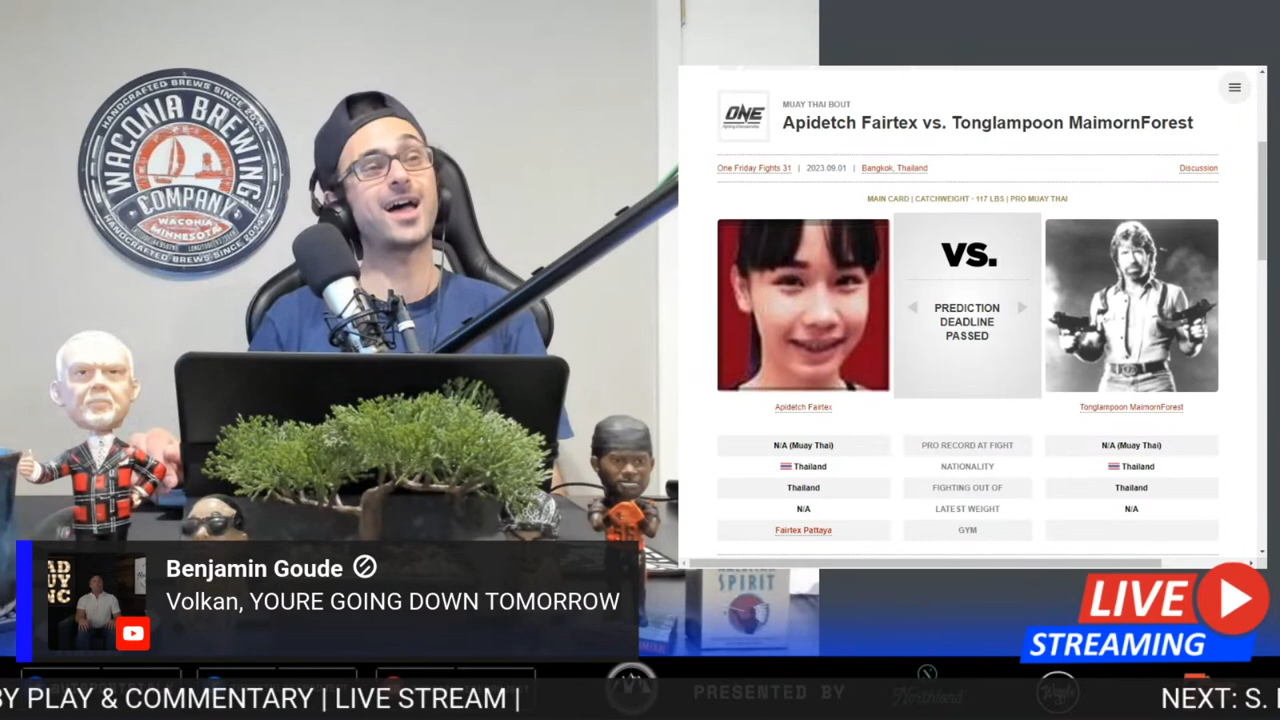 HANDCRAFTED BREWS SINCE 2014
WACONIA BREWING
COMPANY
WACONIA
MINNESOTA
HANDCRAFTED BREWS
ONE
MUAY THAI BOUT
Apidetch Fairtex vs. Tonglampoon MaimornForest
One Friday Fights 31 | 2023.09.01 | Bangkok, Thailand
Discussion
MAIN CARD | CATCHWEIGHT · 117 LBS | PRO MUAY THAI
VS.
PREDICTION
DEADLINE
PASSED
Apidetch Fairtex
Tonglampoon MaimornForest
N/A (Muay Thai) PRO RECORD AT FIGHT N/A (Muay Thai)
Thailand NATIONALITY Thailand
Thailand FIGHTING OUT OF Thailand
N/A LATEST WEIGHT N/A
Fairtex Pattaya GYM
SPIRIT
Benjamin Goude
Volkan, YOURE GOING DOWN TOMORROW
LIVE
STREAMING
PRESENTED BY
Northland
BY PLAY & COMMENTARY | LIVE STREAM |
NEXT: S.